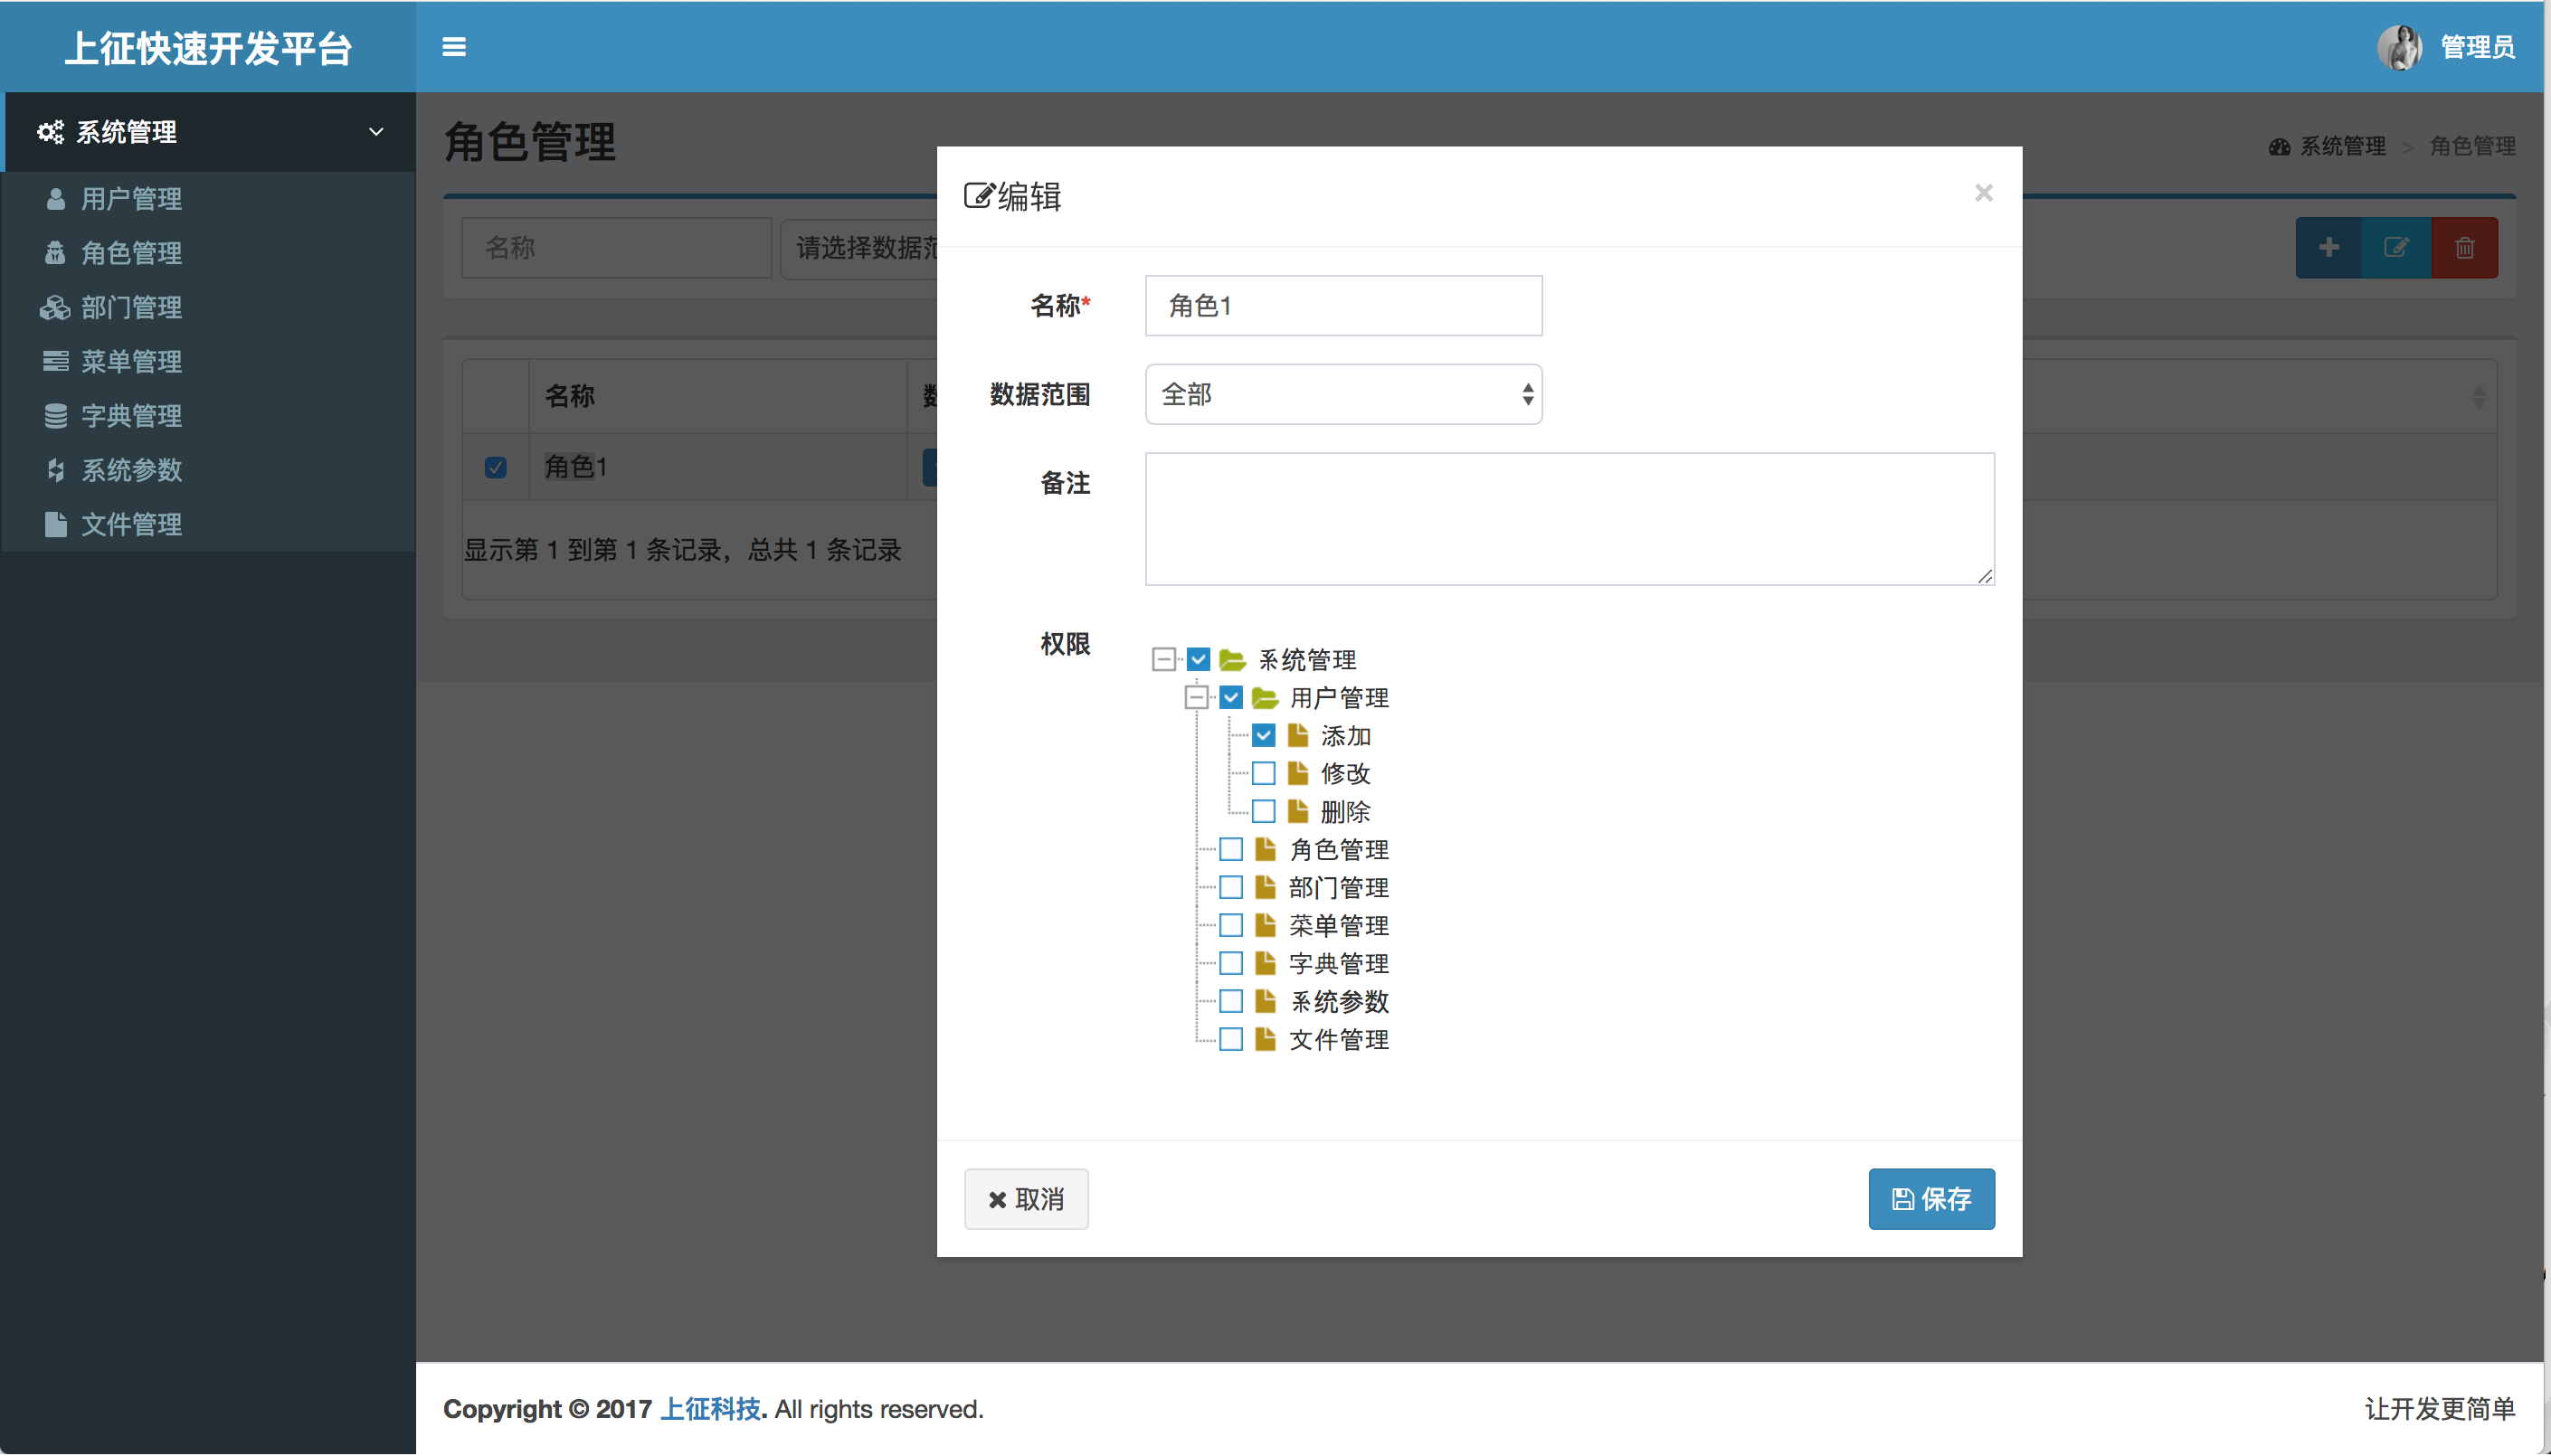 上征快速开发平台
管理员
系统管理
用户管理
角色管理
部门管理
菜单管理
字典管理
系统参数
文件管理
角色管理
系统管理 > 角色管理
名称
请选择数据
名称
角色1
显示第 1 到第 1 条记录，总共 1 条记录
编辑
×
名称*
角色1
数据范围
全部
备注
权限
系统管理
用户管理
添加
修改
删除
角色管理
部门管理
菜单管理
字典管理
系统参数
文件管理
取消
保存
Copyright © 2017 上征科技. All rights reserved.
让开发更简单